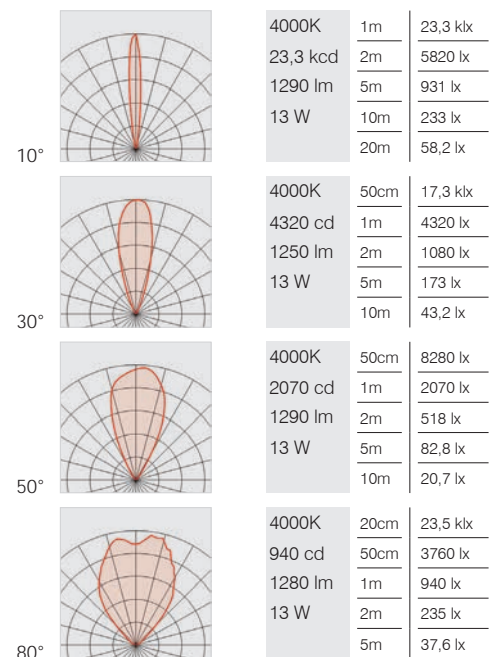 4000K 1m 23,3 klx
23,3 kcd 2m 5820 lx
1290 lm 5m 931 lx
13 W 10m 233 lx
20m 58,2 lx
10°
4000K 50cm 17,3 klx
4320 cd 1m 4320 lx
1250 lm 2m 1080 lx
13 W 5m 173 lx
10m 43,2 lx
30°
4000K 50cm 8280 lx
2070 cd 1m 2070 lx
1290 lm 2m 518 lx
13 W 5m 82,8 lx
10m 20,7 lx
50°
4000K 20cm 23,5 klx
940 cd 50cm 3760 lx
1280 lm 1m 940 lx
13 W 2m 235 lx
5m 37,6 lx
80°